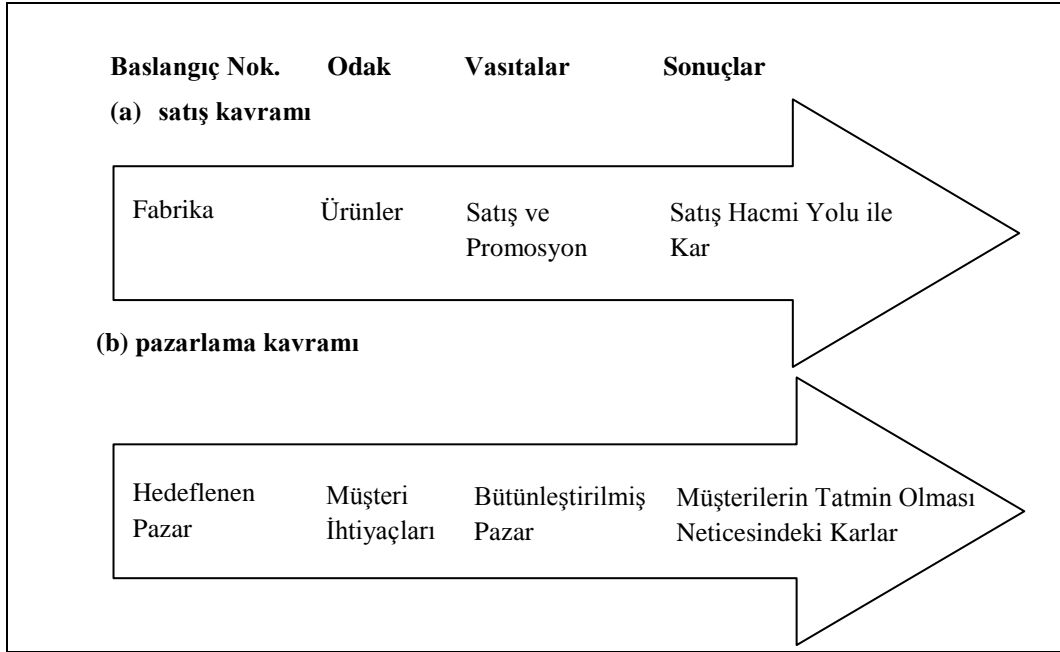 Baslangıç Nok. Odak Vasıtalar Sonuçlar
(a) satış kavramı
Fabrika Ürünler Satış ve Satış Hacmi Yolu ile
Promosyon Kar
(b) pazarlama kavramı
Hedeflenen Müşteri Bütünleştirilmiş Müşterilerin Tatmin Olması
Pazar İhtiyaçları Pazar Neticesindeki Karlar